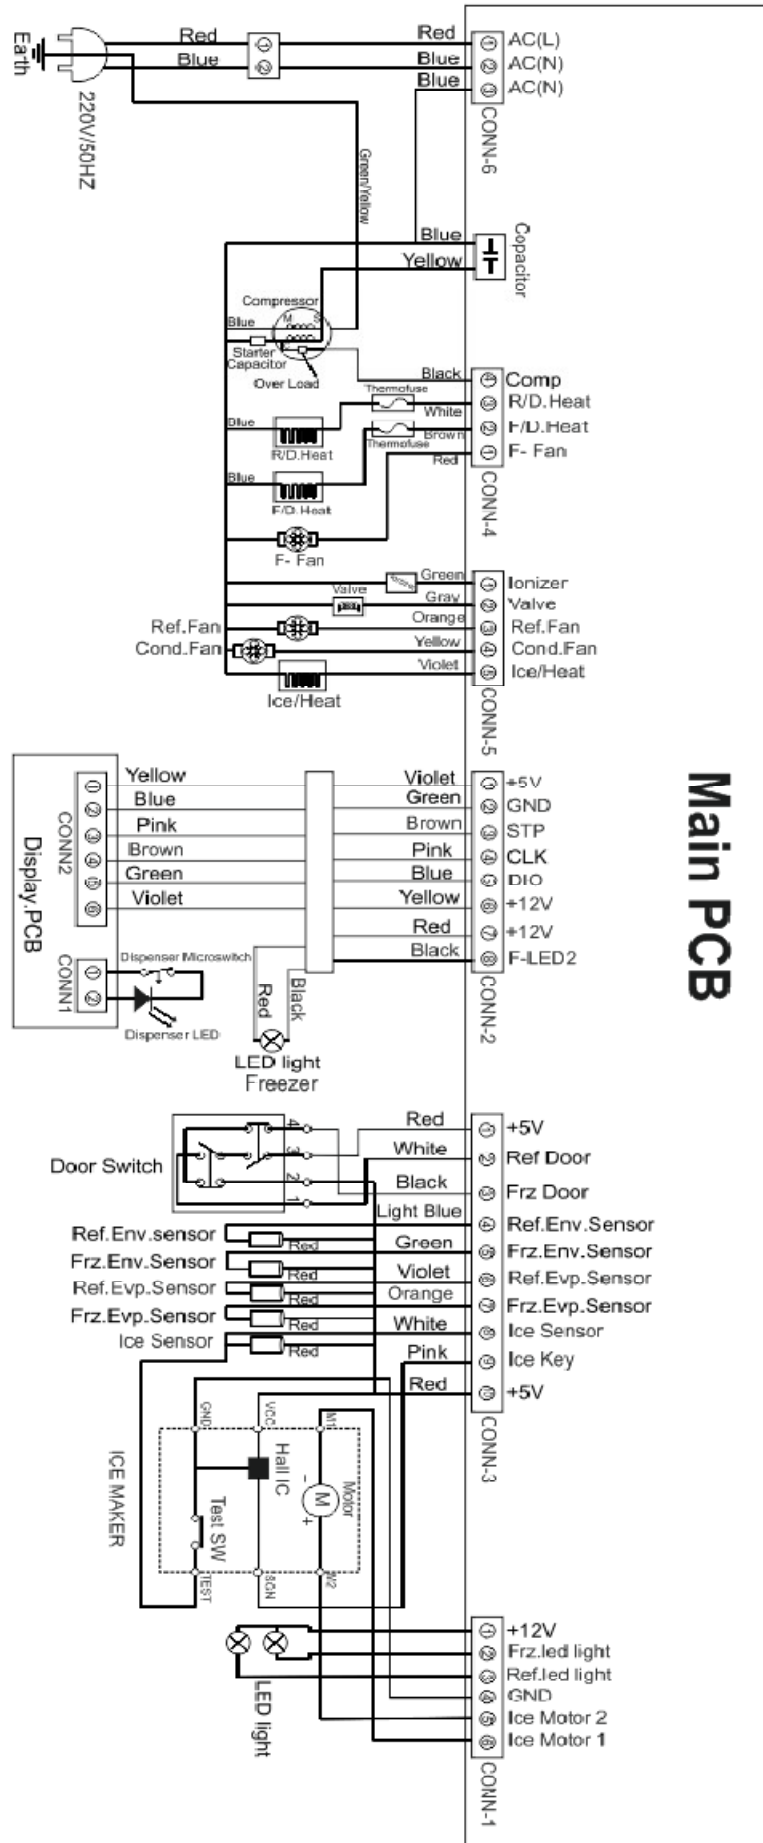 Red
Red
AC(L)
Blue
Blue
AC(N)
Blue
AC(N)
Earth
220V/50HZ
CONN-6
Green/Yellow
Blue
Yellow
Copacitor
Compressor
M
S
Blue
Starter
Capacitor
Over Load
Black
Comp
Thermofuse
White
R/D.Heat
Blue
R/D.Heat
Thermofuse
Brown
F/D.Heat
Red
F- Fan
Blue
F/D.Heat
CONN-4
F- Fan
Green
Ionizer
Valve
Gray
Valve
Ref.Fan
Orange
Ref.Fan
Cond.Fan
Yellow
Cond.Fan
Violet
Ice/Heat
Ice/Heat
CONN-5
Main PCB
Yellow
Violet
+5V
Blue
Green
GND
Pink
Brown
STP
Brown
Pink
CLK
Green
Blue
DIO
Violet
Yellow
+12V
Red
+12V
Black
F-LED2
CONN2
Display.PCB
CONN1
Dispenser Microswitch
Dispenser LED
Red
Black
LED light
Freezer
CONN-2
Red
+5V
White
Ref Door
Door Switch
4
3
2
1
Black
Frz Door
Light Blue
Ref.Env.Sensor
Ref.Env.sensor
Red
Green
Frz.Env.Sensor
Frz.Env.sensor
Red
Violet
Ref.Evp.Sensor
Ref.Evp.Sensor
Red
Orange
Frz.Evp.Sensor
Frz.Evp.Sensor
Red
White
Ice Sensor
Ice Sensor
Red
Pink
Ice Key
Red
+5V
CONN-3
GND
VCC
M1
ICE MAKER
Hall IC
Motor
M
-
+
Test SW
TEST
SGN
+12V
Frz.led light
Ref.led light
GND
Ice Motor 2
Ice Motor 1
LED light
CONN-1